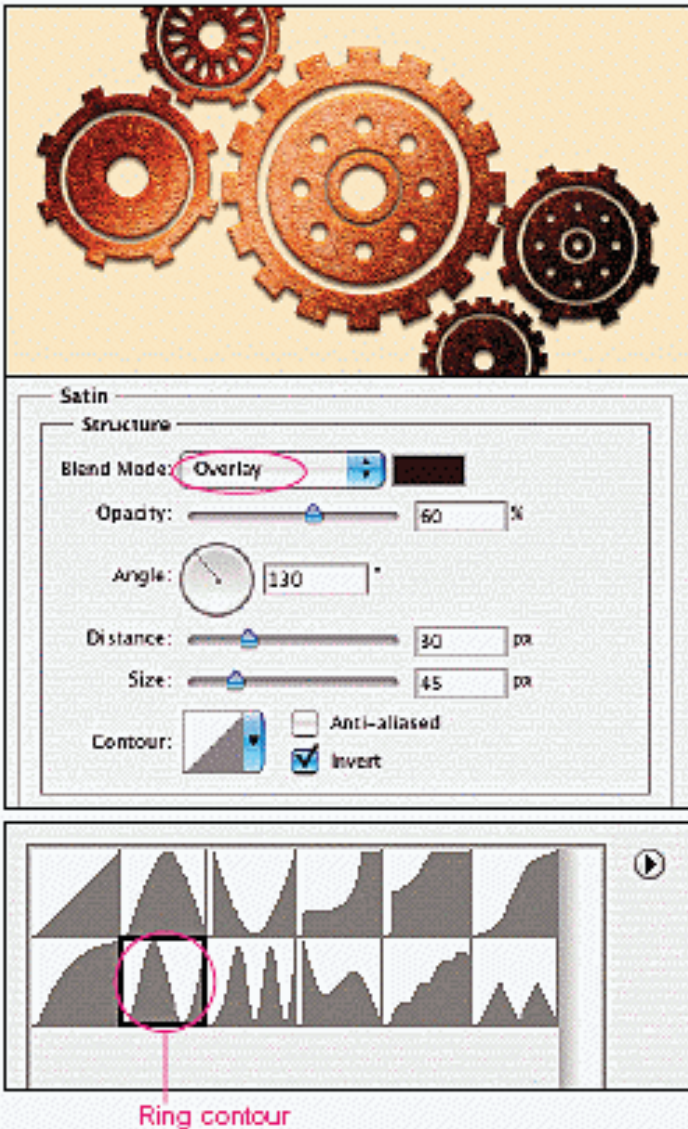 Satin
Structure
Blend Mode: Overlay
Opacity: 60 %
Angle: 130 °
Distance: 30 px
Size: 45 px
Contour: Anti-aliased
Invert
Ring contour